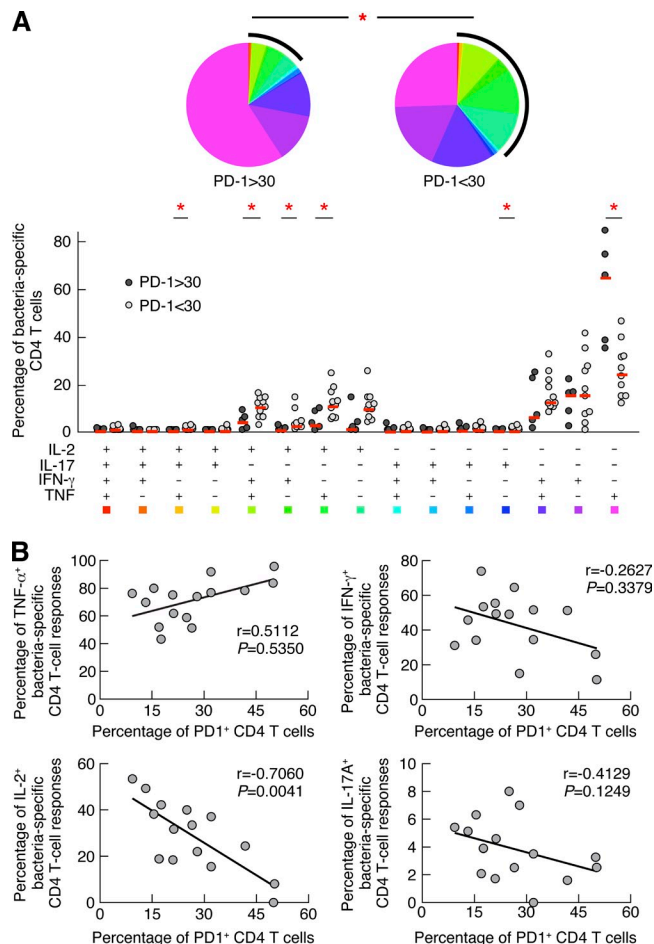 A
*
PD-1>30
PD-1<30
* * * * * *
Percentage of bacteria-specific
CD4 T cells
80
60
40
20
0
PD-1>30
PD-1<30
IL-2 + + + + + + + + - - - - - - -
IL-17 + + + + - - - - + + + + - - -
IFN-γ + + - - + + - - + + - - + + -
TNF + - + - + - + - + - + - + - +
B
Percentage of TNF-α+
bacteria-specific
CD4 T-cell responses
100
80
60
40
20
0
r=0.5112
P=0.5350
0 15 30 45 60
Percentage of PD1+ CD4 T cells
Percentage of IFN-γ+
bacteria-specific
CD4 T-cell responses
80
60
40
20
0
r=-0.2627
P=0.3379
0 15 30 45 60
Percentage of PD1+ CD4 T cells
Percentage of IL-2+
bacteria-specific
CD4 T-cell responses
60
40
20
0
r=-0.7060
P=0.0041
0 15 30 45 60
Percentage of PD1+ CD4 T cells
Percentage of IL-17A+
bacteria-specific
CD4 T-cell responses
10
8
6
4
2
0
r=-0.4129
P=0.1249
0 15 30 45 60
Percentage of PD1+ CD4 T cells